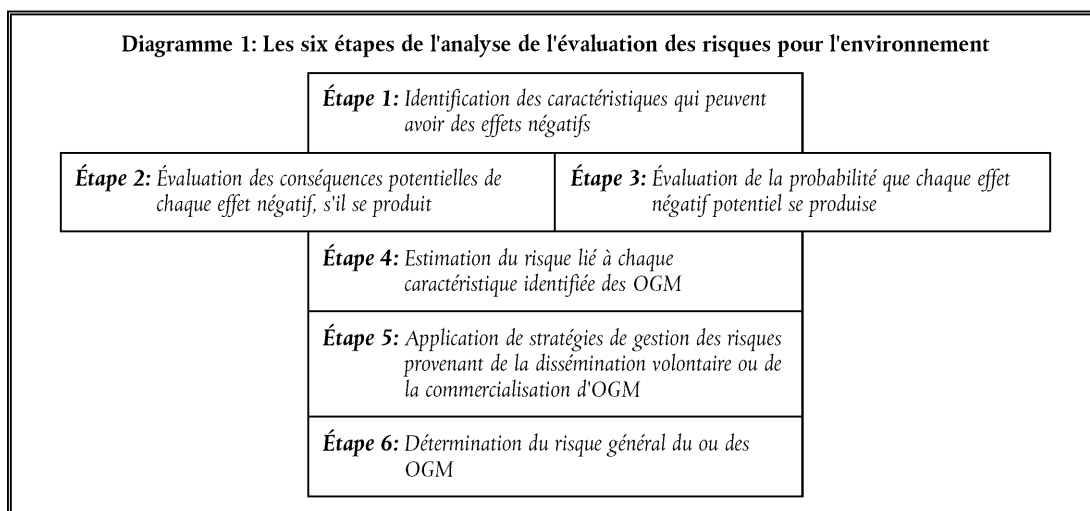 Diagramme 1: Les six étapes de l'analyse de l'évaluation des risques pour l'environnement
Étape 1: Identification des caractéristiques qui peuvent
avoir des effets négatifs
Étape 2: Évaluation des conséquences potentielles de
chaque effet négatif, s'il se produit
Étape 3: Évaluation de la probabilité que chaque effet
négatif potentiel se produise
Étape 4: Estimation du risque lié à chaque
caractéristique identifiée des OGM
Étape 5: Application de stratégies de gestion des risques
provenant de la dissémination volontaire ou de
la commercialisation d'OGM
Étape 6: Détermination du risque général du ou des
OGM